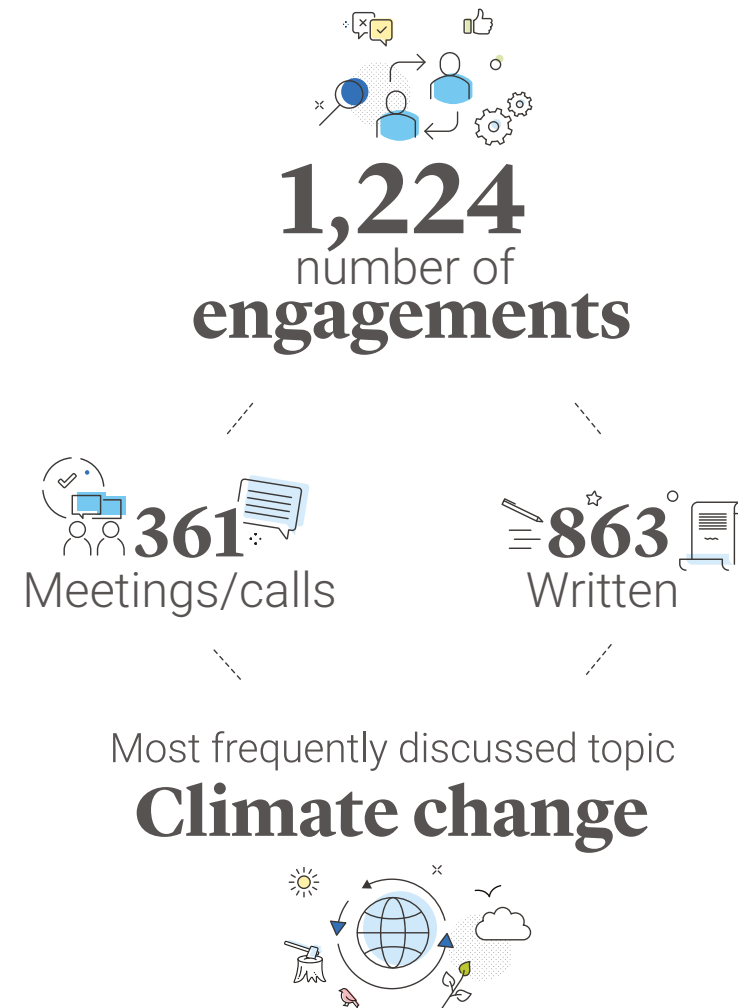 1,224
number of
engagements
361
Meetings/calls
863
Written
Most frequently discussed topic
Climate change